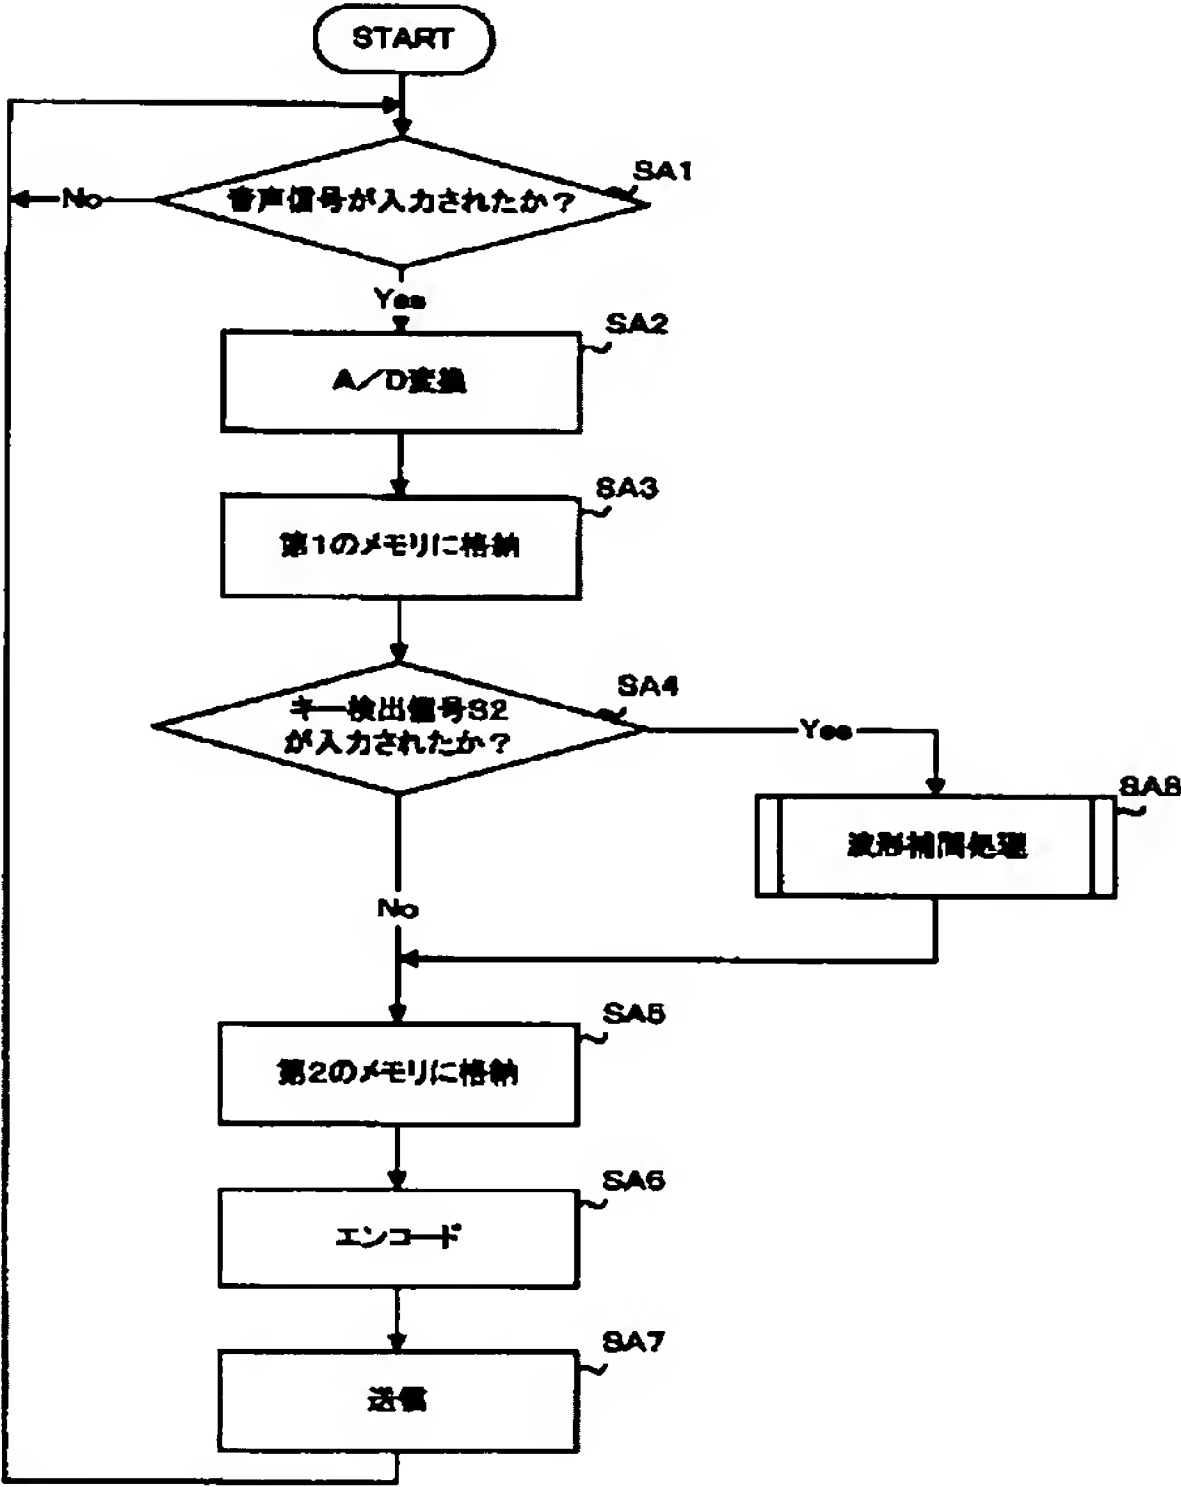 START
SA1
音声信号が入力されたか？
No
Yes
SA2
A／D変換
SA3
第1のメモリに格納
SA4
キー検出信号S2
が入力されたか？
Yes
SA8
波形補間処理
No
SA5
第2のメモリに格納
SA6
エンコード
SA7
送信